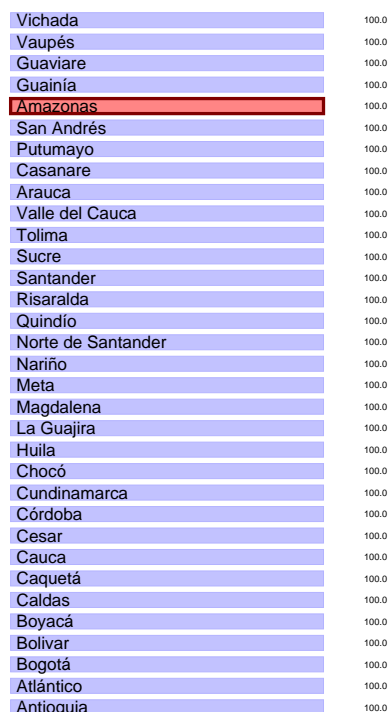 Vichada 100.0
Vaupés 100.0
Guaviare 100.0
Guainía 100.0
Amazonas 100.0
San Andrés 100.0
Putumayo 100.0
Casanare 100.0
Arauca 100.0
Valle del Cauca 100.0
Tolima 100.0
Sucre 100.0
Santander 100.0
Risaralda 100.0
Quindío 100.0
Norte de Santander 100.0
Nariño 100.0
Meta 100.0
Magdalena 100.0
La Guajira 100.0
Huila 100.0
Chocó 100.0
Cundinamarca 100.0
Córdoba 100.0
Cesar 100.0
Cauca 100.0
Caquetá 100.0
Caldas 100.0
Boyacá 100.0
Bolivar 100.0
Bogotá 100.0
Atlántico 100.0
Antioquia 100.0